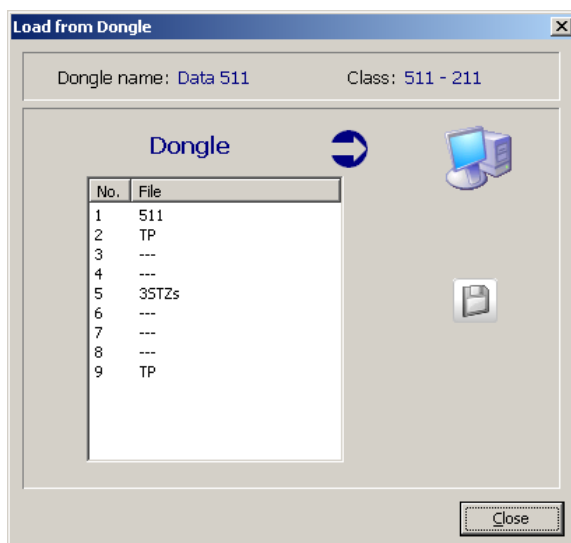 Load from Dongle
Dongle name: Data 511 Class: 511 - 211
Dongle
No. File
1 511
2 TP
3 ---
4 ---
5 3STZs
6 ---
7 ---
8 ---
9 TP
Close